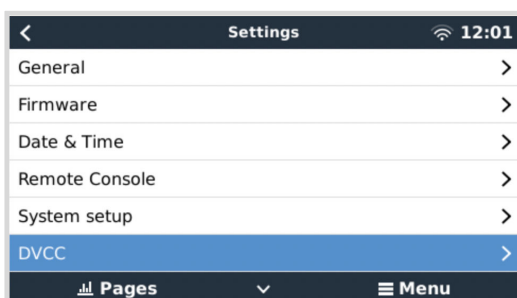 Settings 12:01
General
Firmware
Date & Time
Remote Console
System setup
DVCC
Pages Menu